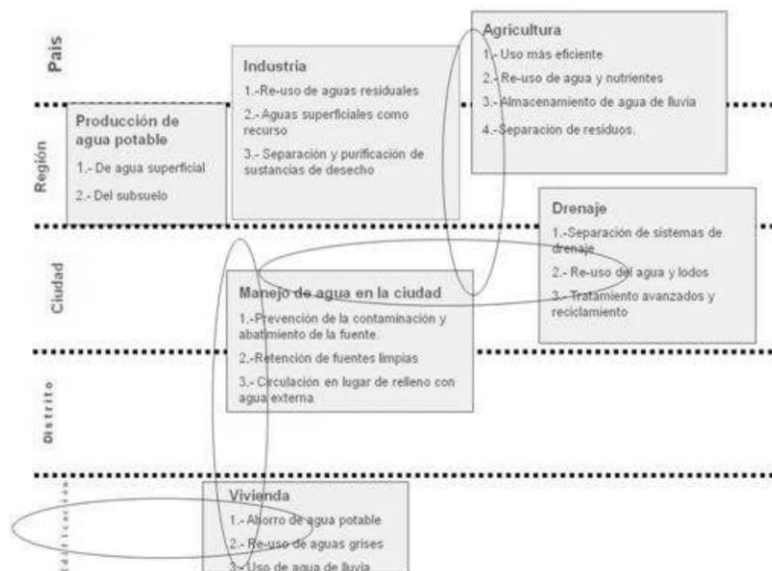 País
Región
Ciudad
Distrito
Edificación
Producción de
agua potable
1.- De agua superficial
2.- Del subsuelo
Industria
1.-Re-uso de aguas residuales
2.- Aguas superficiales como
recurso
3.- Separación y purificación de
sustancias de desecho
Agricultura
1.- Uso más eficiente
2.- Re-uso de agua y nutrientes
3.- Almacenamiento de agua de lluvia
4.-Separación de residuos.
Drenaje
1.-Separación de sistemas de
drenaje
2.- Re-uso del agua y lodos
3.- Tratamiento avanzados y
reciclamiento
Manejo de agua en la ciudad
1.-Prevención de la contaminación y
abatimiento de la fuente.
2.-Retención de fuentes limpias
3.- Circulación en lugar de relleno con
agua externa
Vivienda
1.- Ahorro de agua potable
2.- Re-uso de aguas grises
3.- Uso de agua de lluvia